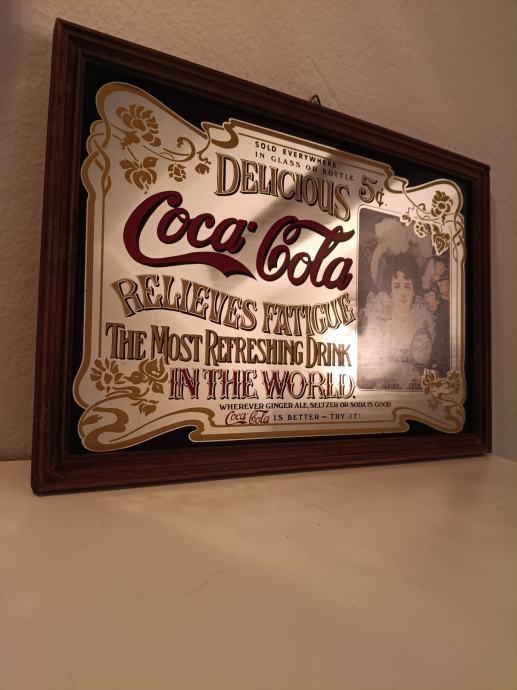 SOLD EVERYWHERE
IN GLASS OR BOTTLE
DELICIOUS 5¢
Coca-Cola
RELIEVES FATIGUE
THE MOST REFRESHING DRINK
IN THE WORLD.
WHEREVER GINGER ALE, SELTZER OR SODA IS GOOD
Coca-Cola IS BETTER – TRY IT!